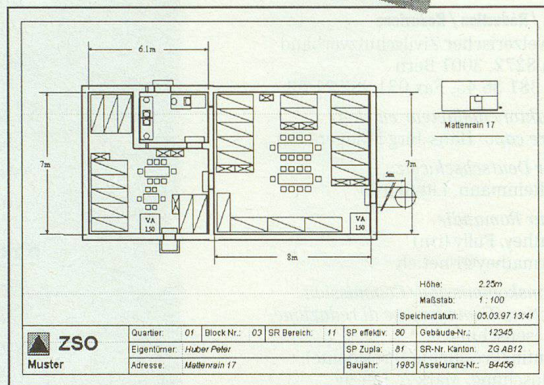 6.1m
7m
VA
150
VA
150
8m
3m
7m
Mattenrain 17
Höhe: 2.25m
Maßstab: 1 : 100
Speicherdatum: 05.03.97 13:41
ZSO
Muster
Quartier: 01 Block Nr.: 03 SR Bereich: 11 SP effektiv: 80 Gebäude-Nr.: 12345
Eigentümer: Huber Peter SP Zupla: 81 SR-Nr. Kanton: ZG AB12
Adresse: Mattenrain 17 Baujahr: 1983 Assekuranz-Nr.: B4456